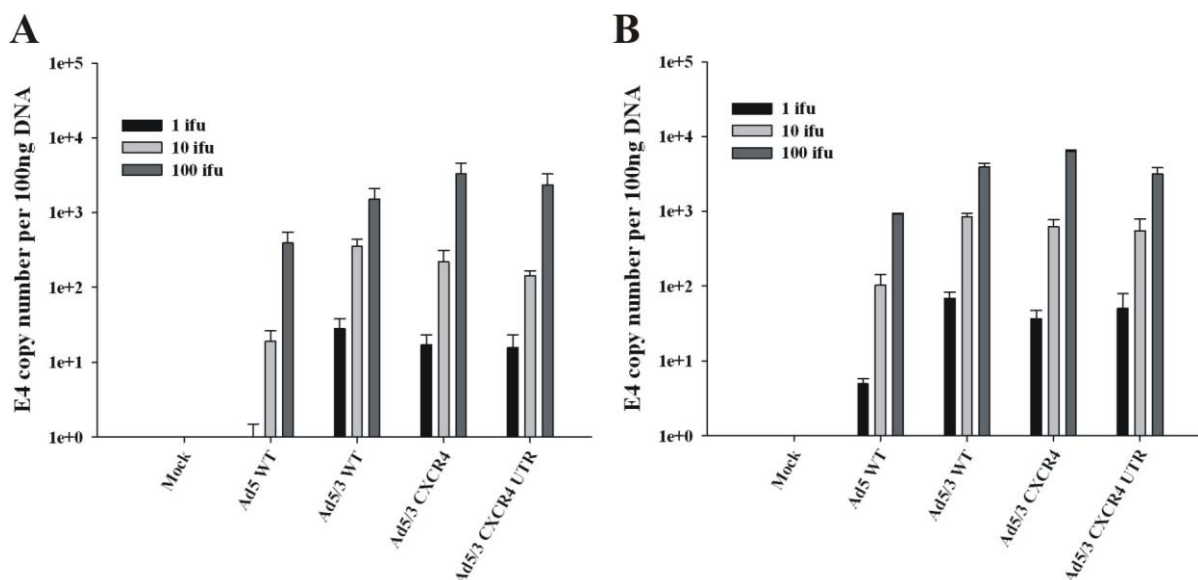 A
E4 copy number per 100ng DNA
1e+5
1e+4
1e+3
1e+2
1e+1
1e+0
1 ifu
10 ifu
100 ifu
Mock
Ad5 WT
Ad5/3 WT
Ad5/3 CXCR4
Ad5/3 CXCR4 UTR
B
E4 copy number per 100ng DNA
1e+5
1e+4
1e+3
1e+2
1e+1
1e+0
1 ifu
10 ifu
100 ifu
Mock
Ad5 WT
Ad5/3 WT
Ad5/3 CXCR4
Ad5/3 CXCR4 UTR